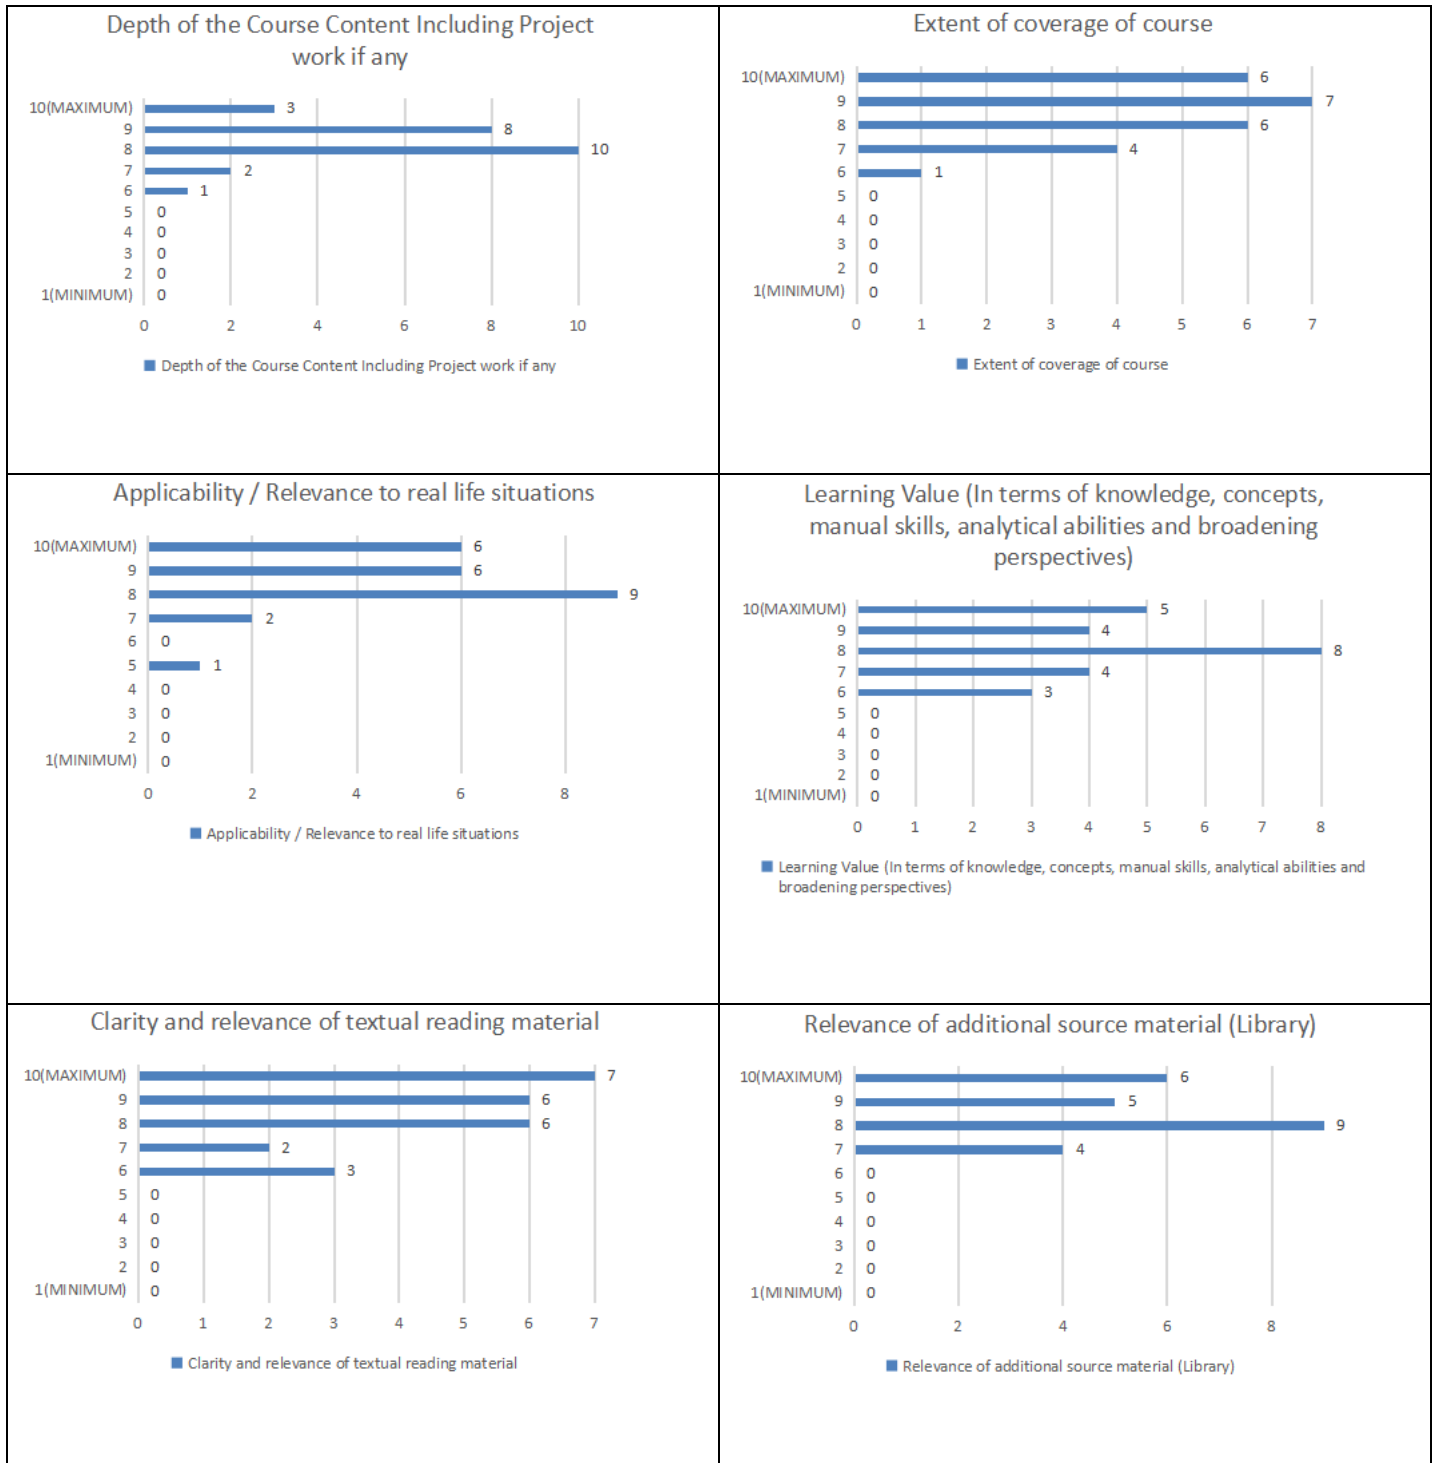 Depth of the Course Content Including Project
work if any
10(MAXIMUM) 3
9 8
8 10
7 2
6 1
5 0
4 0
3 0
2 0
1(MINIMUM) 0
0 2 4 6 8 10
Depth of the Course Content Including Project work if any
Extent of coverage of course
10(MAXIMUM) 6
9 7
8 6
7 4
6 1
5 0
4 0
3 0
2 0
1(MINIMUM) 0
0 1 2 3 4 5 6 7
Extent of coverage of course
Applicability / Relevance to real life situations
10(MAXIMUM) 6
9 6
8 9
7 2
6 0
5 1
4 0
3 0
2 0
1(MINIMUM) 0
0 2 4 6 8
Applicability / Relevance to real life situations
Learning Value (In terms of knowledge, concepts,
manual skills, analytical abilities and broadening
perspectives)
10(MAXIMUM) 5
9 4
8 8
7 4
6 3
5 0
4 0
3 0
2 0
1(MINIMUM) 0
0 1 2 3 4 5 6 7 8
Learning Value (In terms of knowledge, concepts, manual skills, analytical abilities and
broadening perspectives)
Clarity and relevance of textual reading material
10(MAXIMUM) 7
9 6
8 6
7 2
6 3
5 0
4 0
3 0
2 0
1(MINIMUM) 0
0 1 2 3 4 5 6 7
Clarity and relevance of textual reading material
Relevance of additional source material (Library)
10(MAXIMUM) 6
9 5
8 9
7 4
6 0
5 0
4 0
3 0
2 0
1(MINIMUM) 0
0 2 4 6 8
Relevance of additional source material (Library)